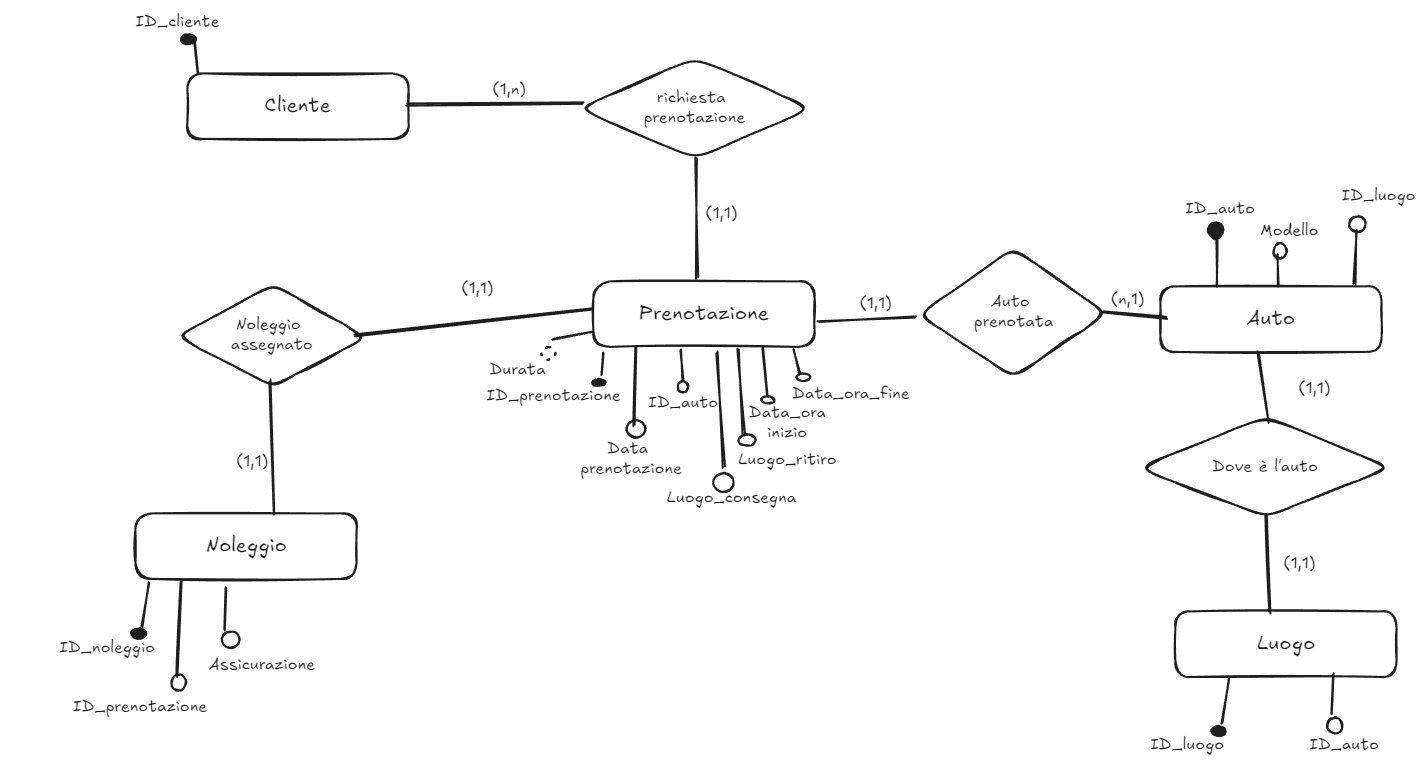 ID_cliente
Cliente
(1,n)
richiesta
prenotazione
(1,1)
ID_luogo
ID_auto
Modello
(1,1)
Noleggio
assegnato
Prenotazione
(1,1)
Auto
prenotata
(n,1)
Auto
Durata
ID_prenotazione
Data
prenotazione
ID_auto
Luogo_consegna
Luogo_ritiro
Data_ora
inizio
Data_ora_fine
(1,1)
Dove è l'auto
(1,1)
(1,1)
Noleggio
ID_noleggio
ID_prenotazione
Assicurazione
Luogo
ID_luogo
ID_auto